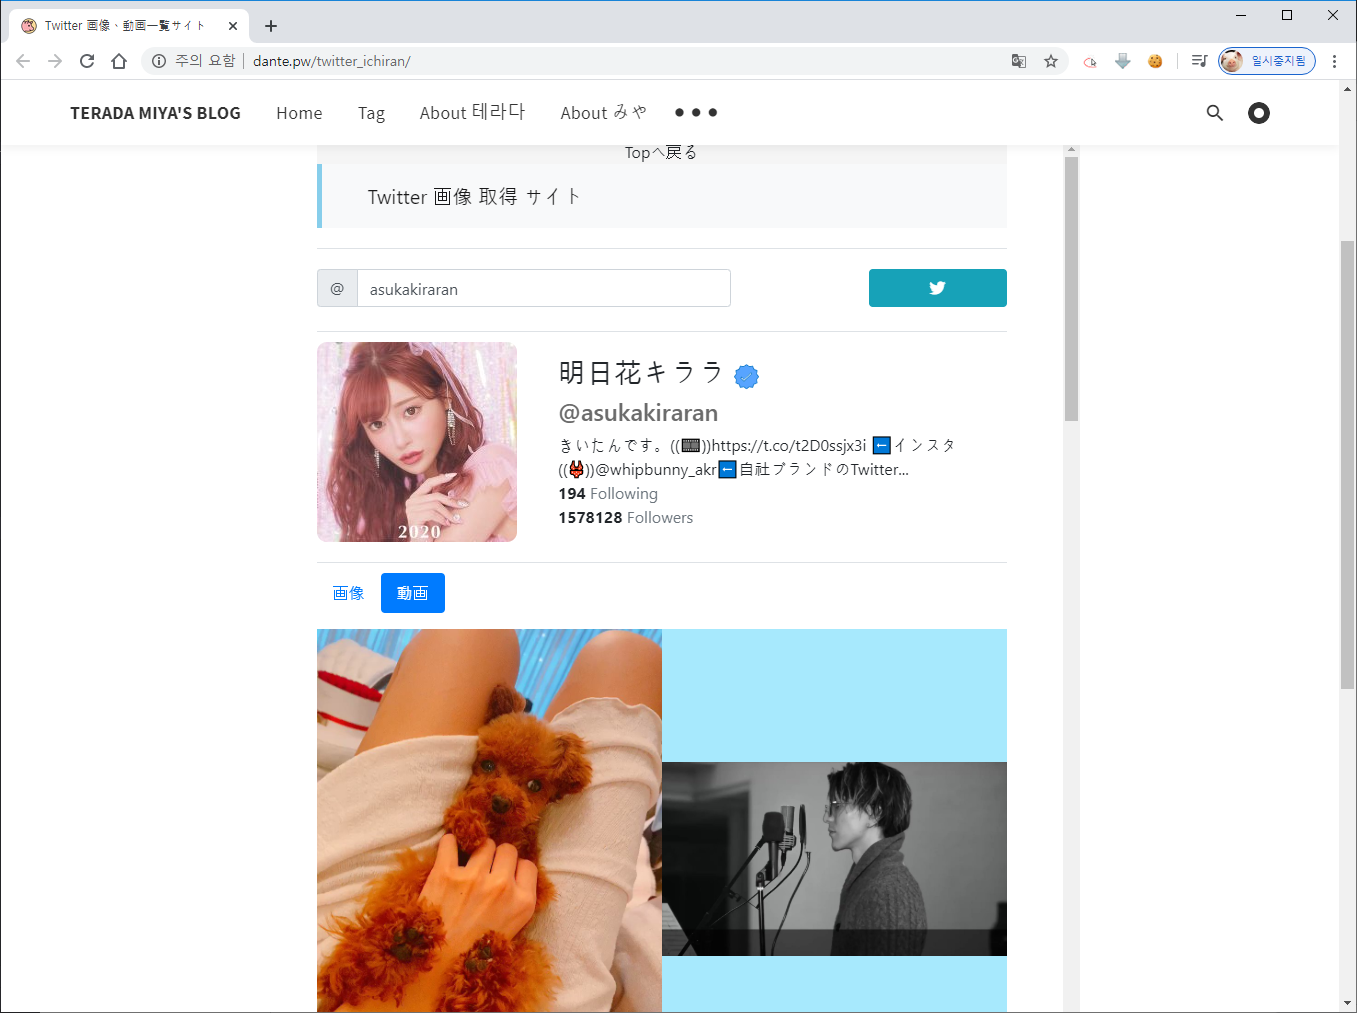 Twitter 画像、動画一覧サイト
주의 요함 dante.pw/twitter_ichiran/
일시중지됨
TERADA MIYA'S BLOG Home Tag About 테라다 About みや
Topへ戻る
Twitter 画像 取得 サイト
@ asukakiraran
明日花キララ
@asukakiraran
きいたんです。((🎞))https://t.co/t2D0ssjx3i ⬅インスタ
((👙))@whipbunny_akr⬅自社ブランドのTwitter...
194 Following
1578128 Followers
2020
画像 動画